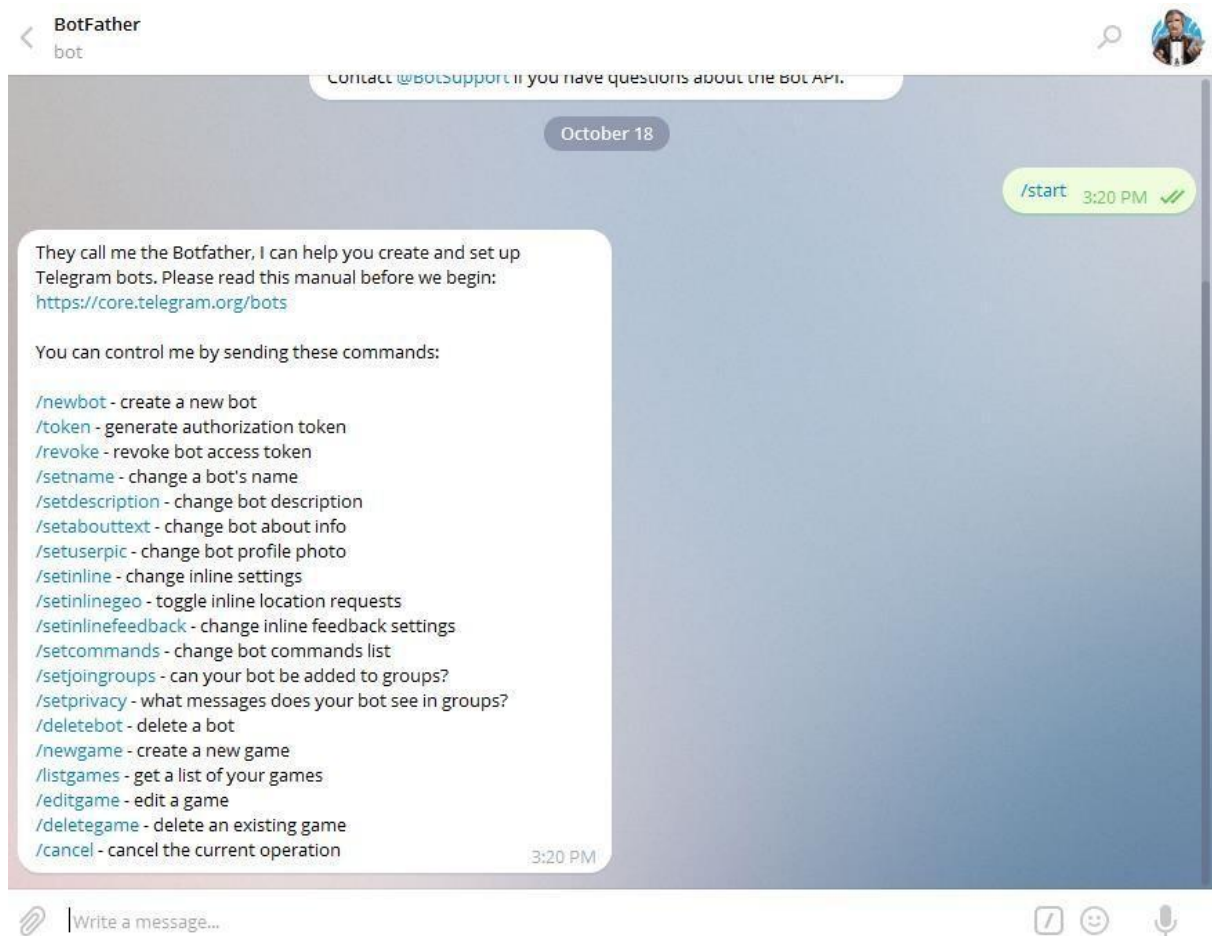 BotFather
bot
Contact @BotSupport if you have questions about the Bot API.
October 18
/start 3:20 PM
They call me the Botfather, I can help you create and set up
Telegram bots. Please read this manual before we begin:
https://core.telegram.org/bots
You can control me by sending these commands:
/newbot - create a new bot
/token - generate authorization token
/revoke - revoke bot access token
/setname - change a bot's name
/setdescription - change bot description
/setabouttext - change bot about info
/setuserpic - change bot profile photo
/setinline - change inline settings
/setinlinegeo - toggle inline location requests
/setinlinefeedback - change inline feedback settings
/setcommands - change bot commands list
/setjoingroups - can your bot be added to groups?
/setprivacy - what messages does your bot see in groups?
/deletebot - delete a bot
/newgame - create a new game
/listgames - get a list of your games
/editgame - edit a game
/deletegame - delete an existing game
/cancel - cancel the current operation
3:20 PM
Write a message...